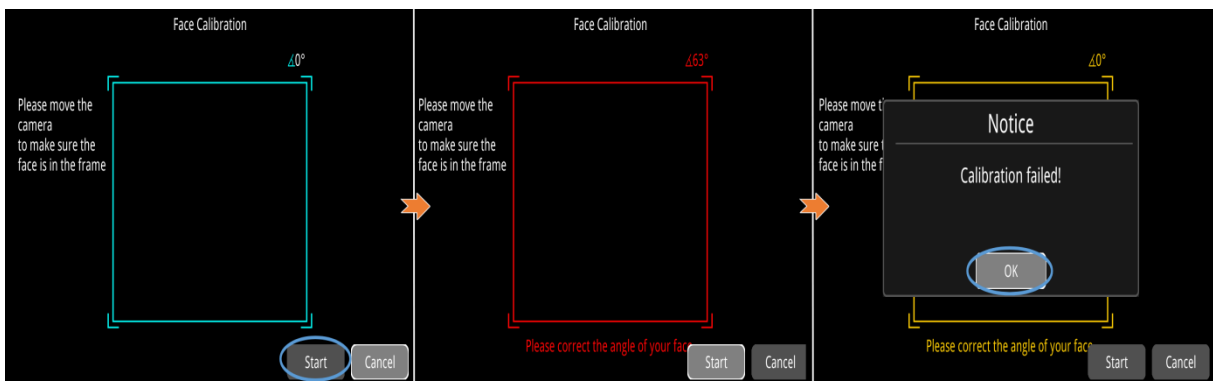 Face Calibration
∡0°
Please move the
camera
to make sure the
face is in the frame
Start
Cancel
Face Calibration
∡63°
Please move the
camera
to make sure the
face is in the frame
Please correct the angle of your face
Start
Cancel
Face Calibration
∡0°
Please move t
camera
to make sure t
face is in the f
Notice
Calibration failed!
OK
Please correct the angle of your face
Start
Cancel